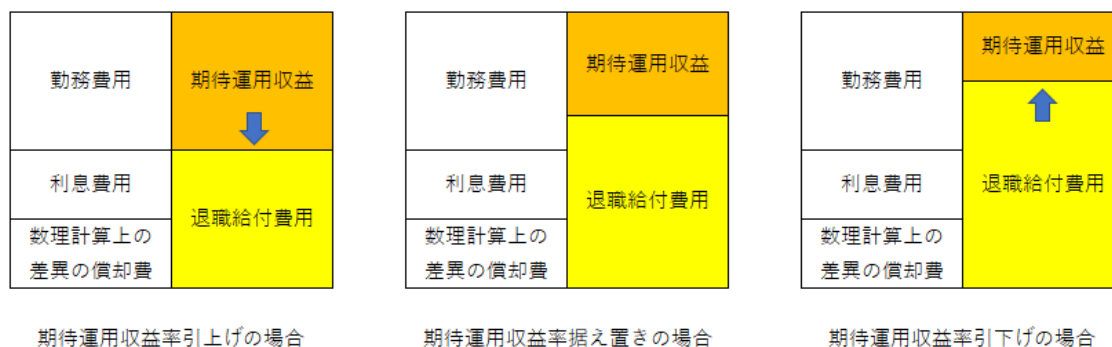 勤務費用
期待運用収益
利息費用
退職給付費用
数理計算上の
差異の償却費
期待運用収益率引上げの場合
勤務費用
期待運用収益
利息費用
退職給付費用
数理計算上の
差異の償却費
期待運用収益率据え置きの場合
勤務費用
期待運用収益
利息費用
退職給付費用
数理計算上の
差異の償却費
期待運用収益率引下げの場合